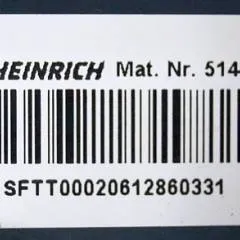 HEINRICH Mat. Nr. 514
SFTT00020612860331